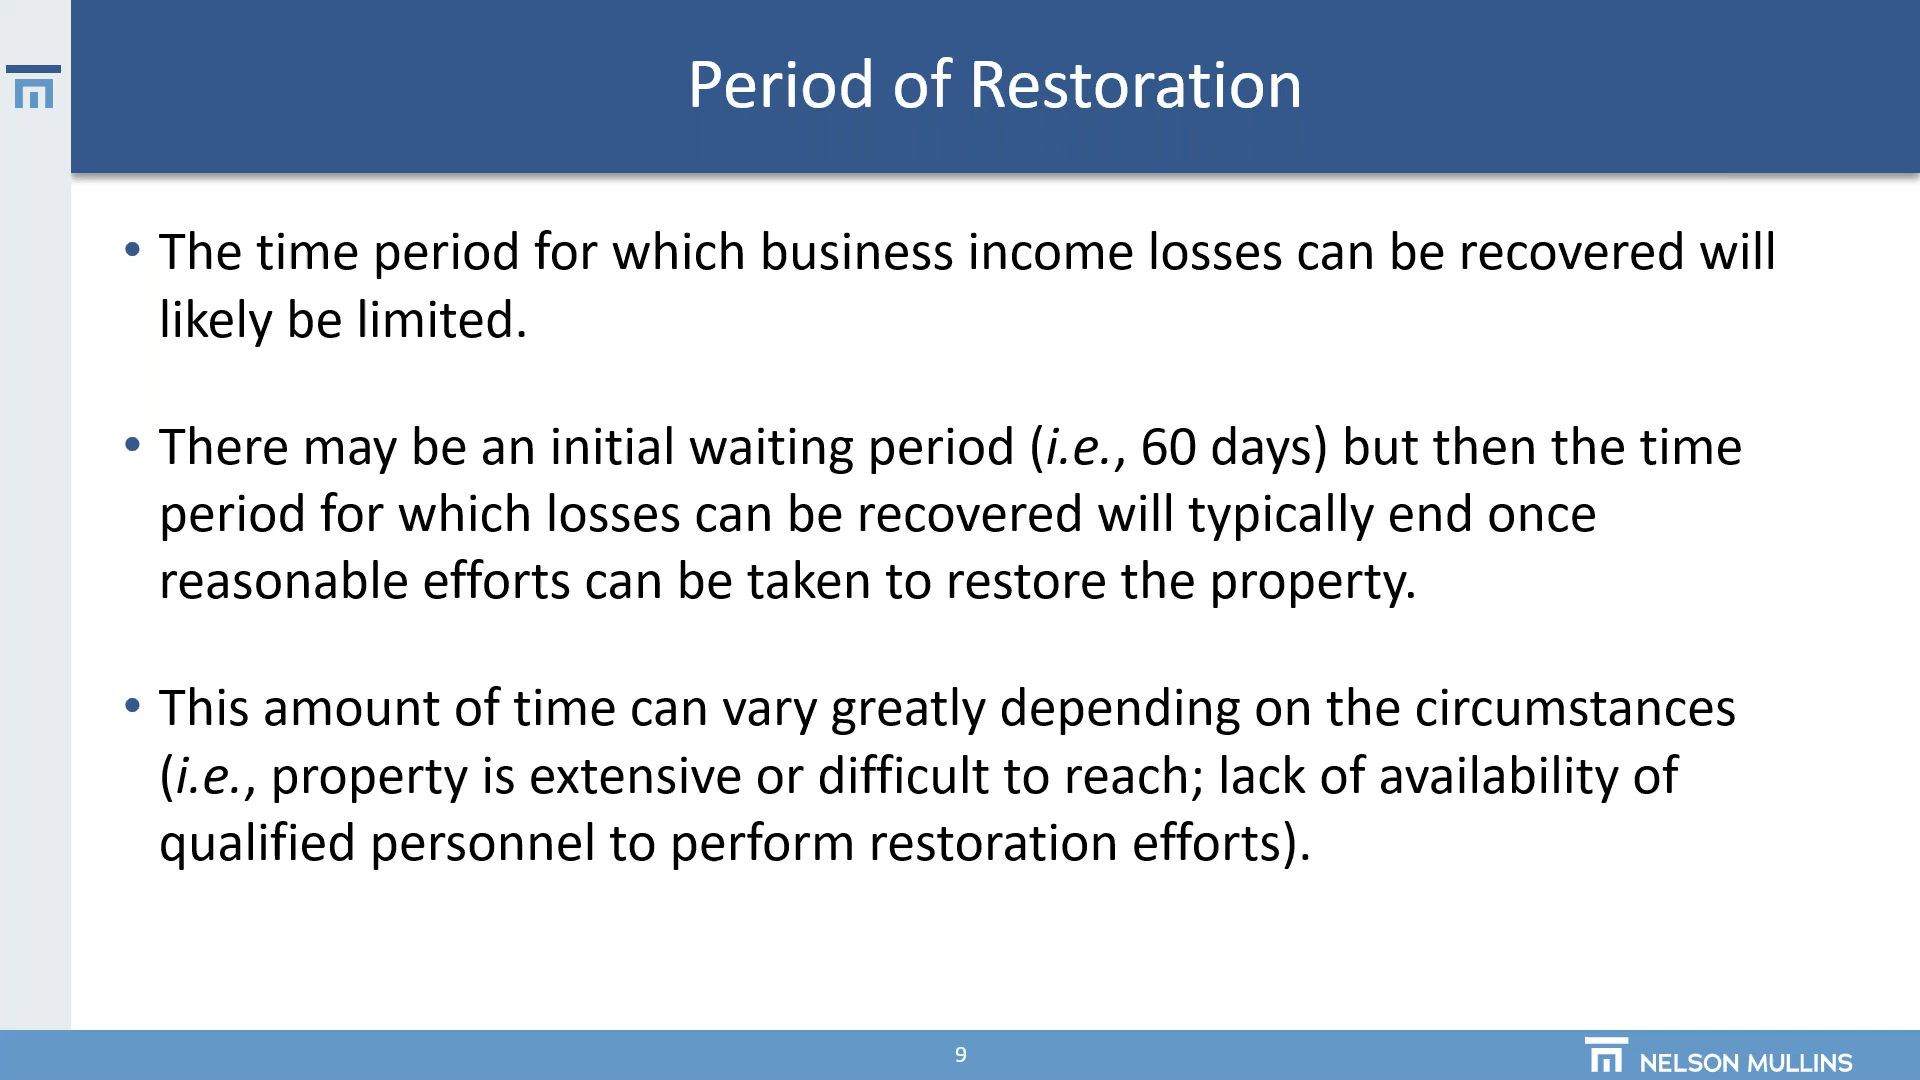 Period of Restoration
• The time period for which business income losses can be recovered will
likely be limited.
• There may be an initial waiting period (i.e., 60 days) but then the time
period for which losses can be recovered will typically end once
reasonable efforts can be taken to restore the property.
• This amount of time can vary greatly depending on the circumstances
(i.e., property is extensive or difficult to reach; lack of availability of
qualified personnel to perform restoration efforts).
9
NELSON MULLINS